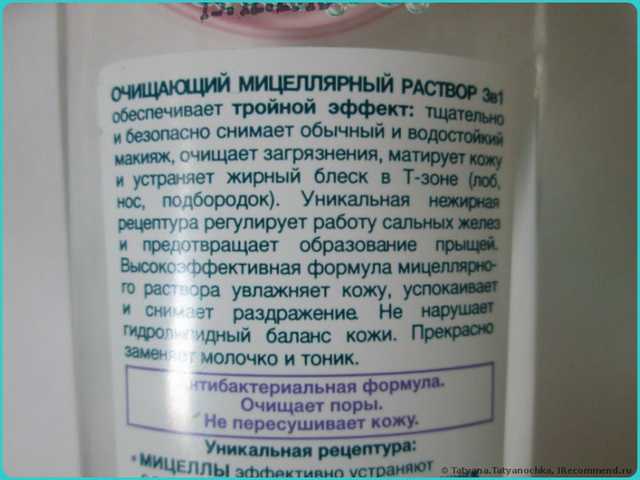 ОЧИЩАЮЩИЙ МИЦЕЛЛЯРНЫЙ РАСТВОР 3в1
обеспечивает тройной эффект: тщательно
и безопасно снимает обычный и водостойкий
макияж, очищает загрязнения, матирует кожу
и устраняет жирный блеск в Т-зоне (лоб,
нос, подбородок). Уникальная нежирная
рецептура регулирует работу сальных желез
и предотвращает образование прыщей.
Высокоэффективная формула мицеллярно-
го раствора увлажняет кожу, успокаивает
и снимает раздражение. Не нарушает
гидролипидный баланс кожи. Прекрасно
заменяет молочко и тоник.
Антибактериальная формула.
Очищает поры.
Не пересушивает кожу.
Уникальная рецептура:
• МИЦЕЛЛЫ эффективно устраняют
© Tatyana.Tatyanochka, IRecommend.ru